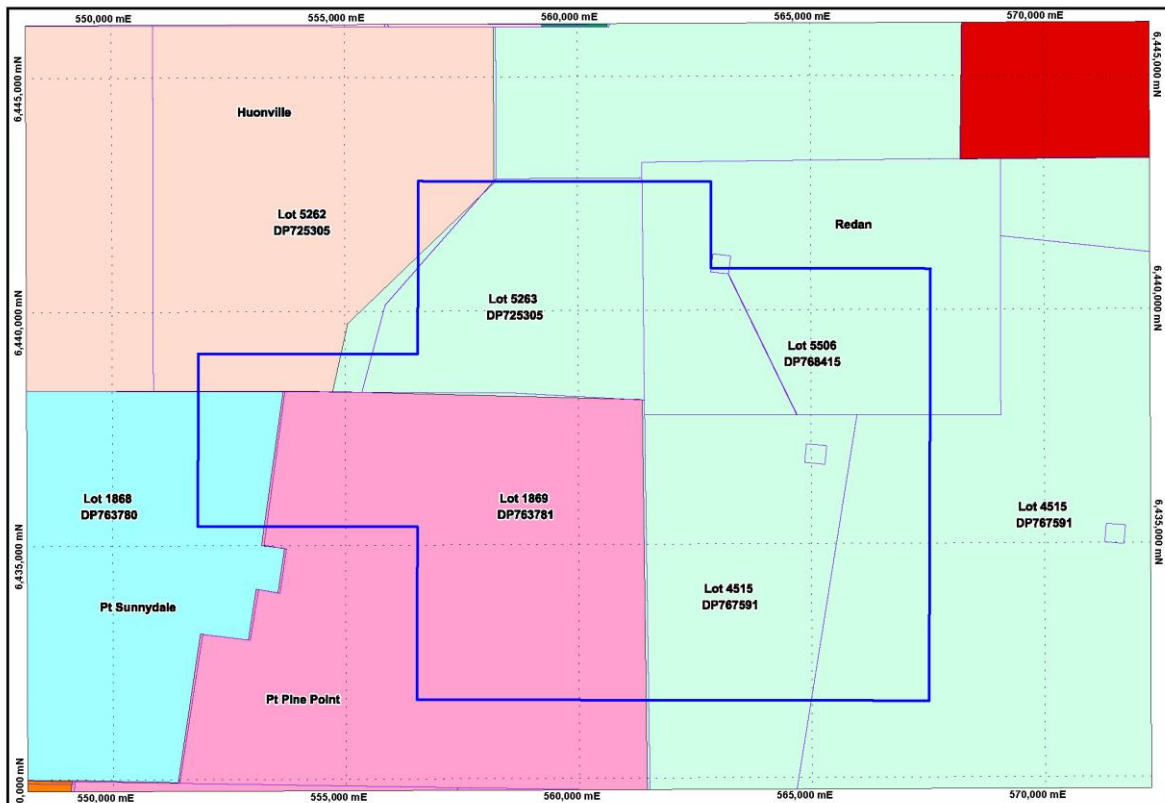 550,000 mE
555,000 mE
560,000 mE
565,000 mE
570,000 mE
6,445,000 mN
6,445,000 mN
Huonville
Lot 5262
DP725305
Redan
Lot 5263
DP725305
6,440,000 mN
6,440,000 mN
Lot 5506
DP768415
Lot 1868
DP763780
Lot 1869
DP763781
Lot 4515
DP767591
6,435,000 mN
6,435,000 mN
Lot 4515
DP767591
Pt Sunnydale
Pt Pine Point
0,000 mN
550,000 mE
555,000 mE
560,000 mE
565,000 mE
570,000 mE